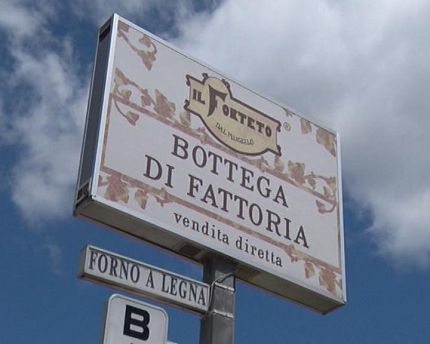 IL FORTETO
DEL MUGELLO
®
BOTTEGA
DI FATTORIA
vendita diretta
FORNO A LEGNA
B